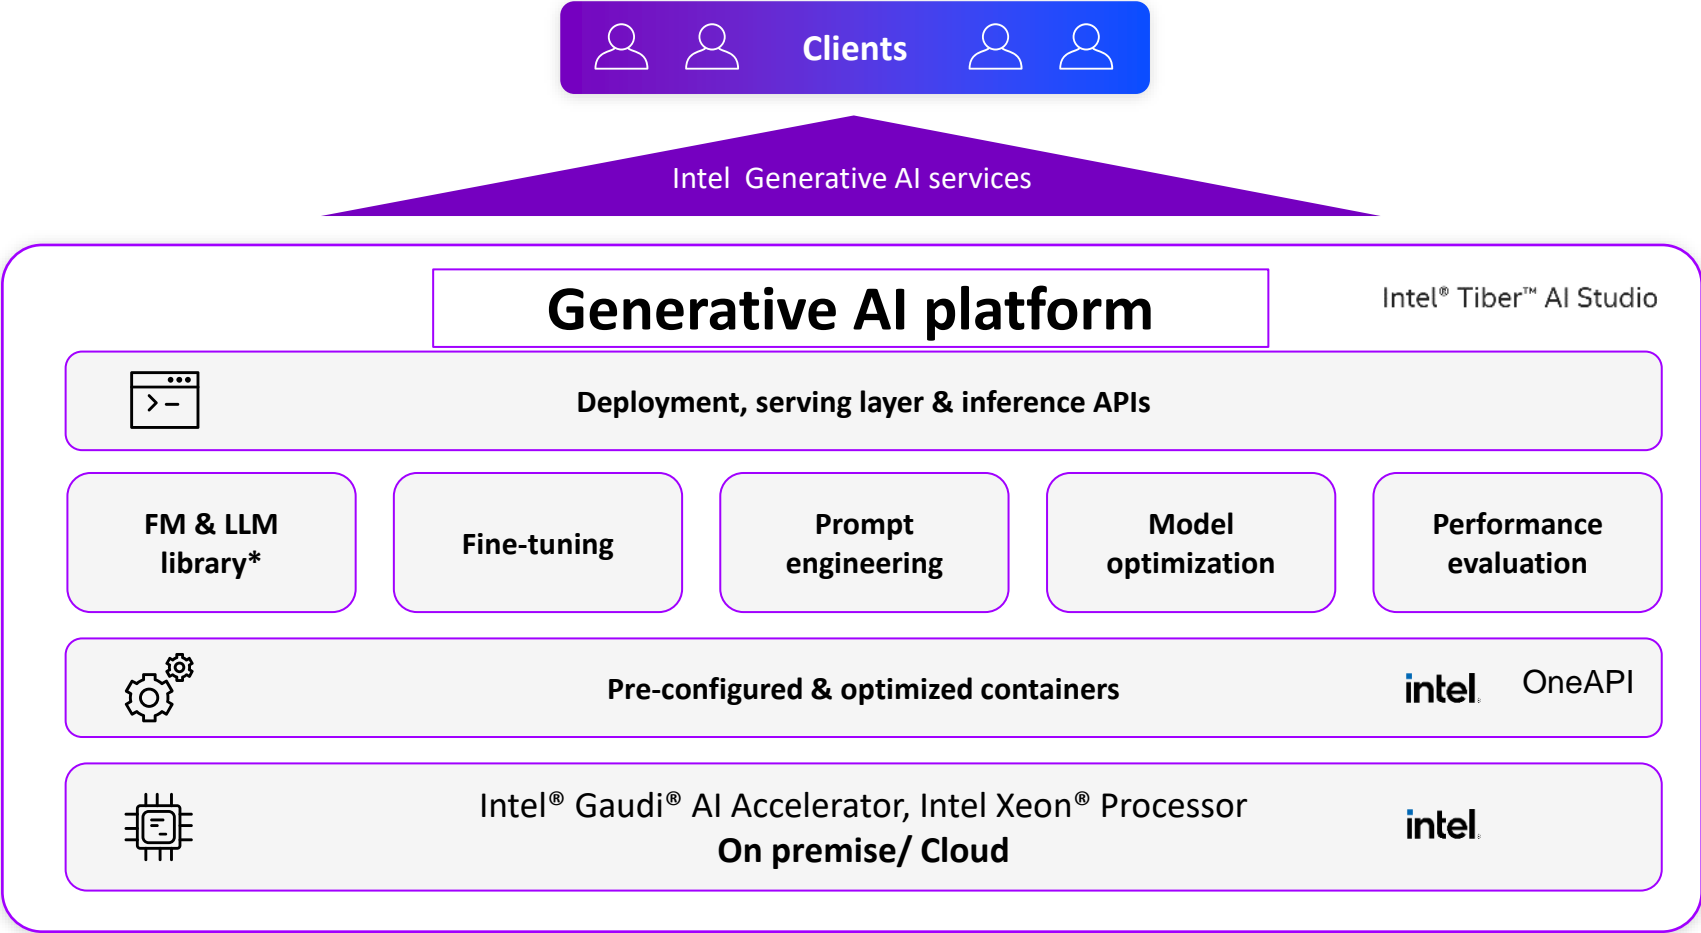 Clients
Intel Generative AI services
Generative AI platform
Intel® Tiber™ AI Studio
Deployment, serving layer & inference APIs
FM & LLM
library*
Fine-tuning
Prompt
engineering
Model
optimization
Performance
evaluation
Pre-configured & optimized containers
intel
OneAPI
Intel® Gaudi® AI Accelerator, Intel Xeon® Processor
On premise/ Cloud
intel